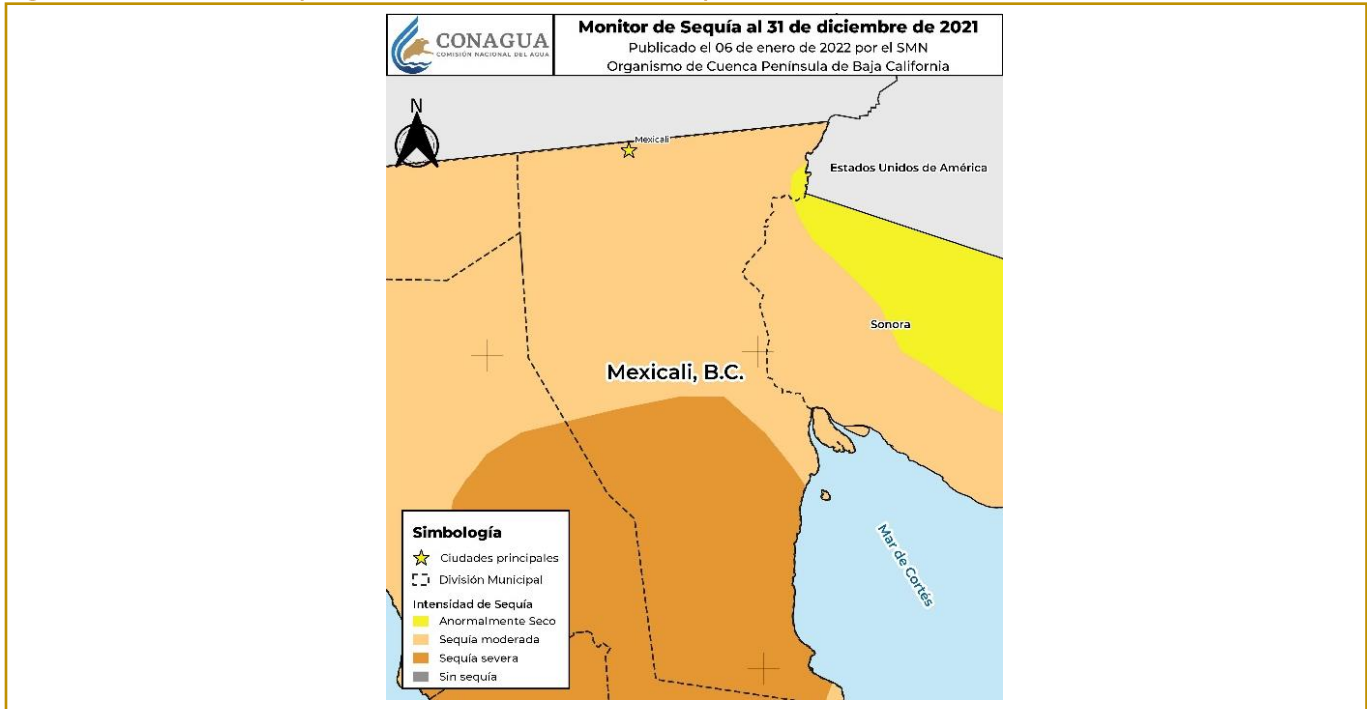 CONAGUA
COMISIÓN NACIONAL DEL AGUA
Monitor de Sequía al 31 de diciembre de 2021
Publicado el 06 de enero de 2022 por el SMN
Organismo de Cuenca Península de Baja California
N
Mexicali
Estados Unidos de América
Sonora
Mexicali, B.C.
Mar de Cortés
Simbología
Ciudades principales
División Municipal
Intensidad de Sequía
Anormalmente Seco
Sequía moderada
Sequía severa
Sin sequía